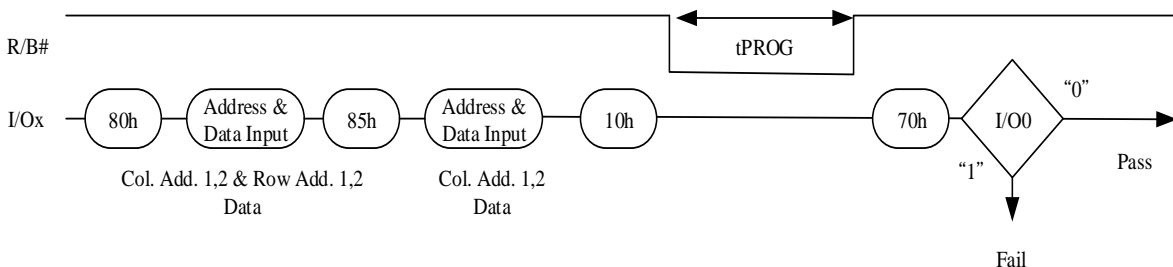 R/B#
tPROG
I/Ox
80h
Address &
Data Input
85h
Address &
Data Input
10h
70h
I/O0
“0”
“1”
Pass
Col. Add. 1,2 & Row Add. 1,2
Data
Col. Add. 1,2
Data
Fail